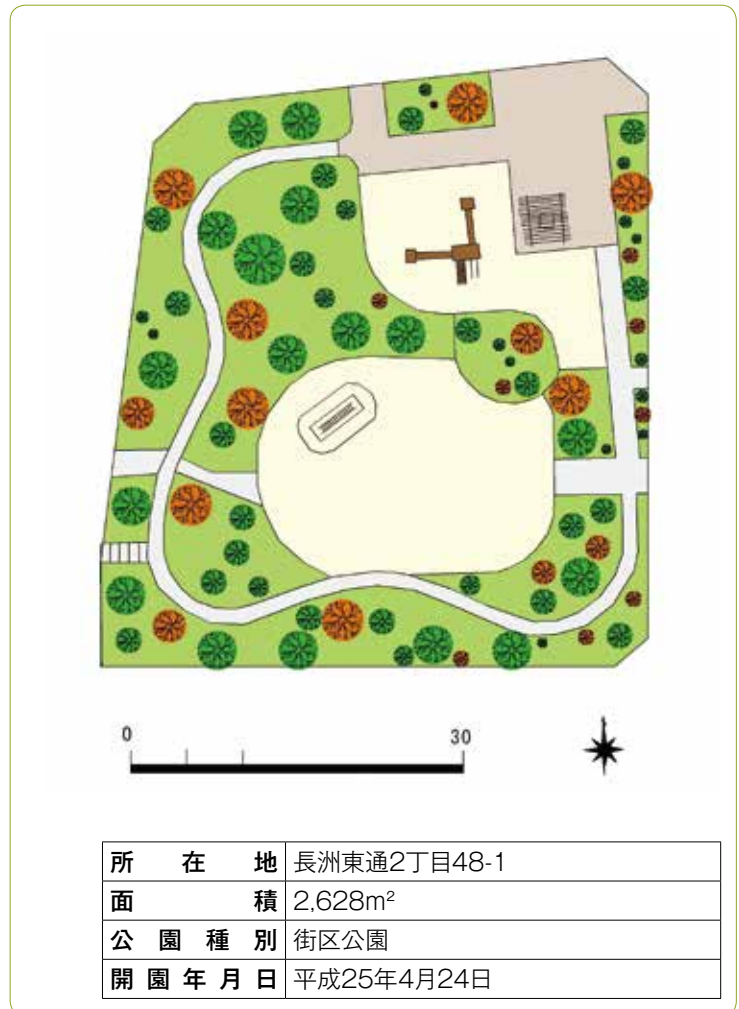 0 30
所在地 長洲東通2丁目48-1
面積 2,628m²
公園種別 街区公園
開園年月日 平成25年4月24日